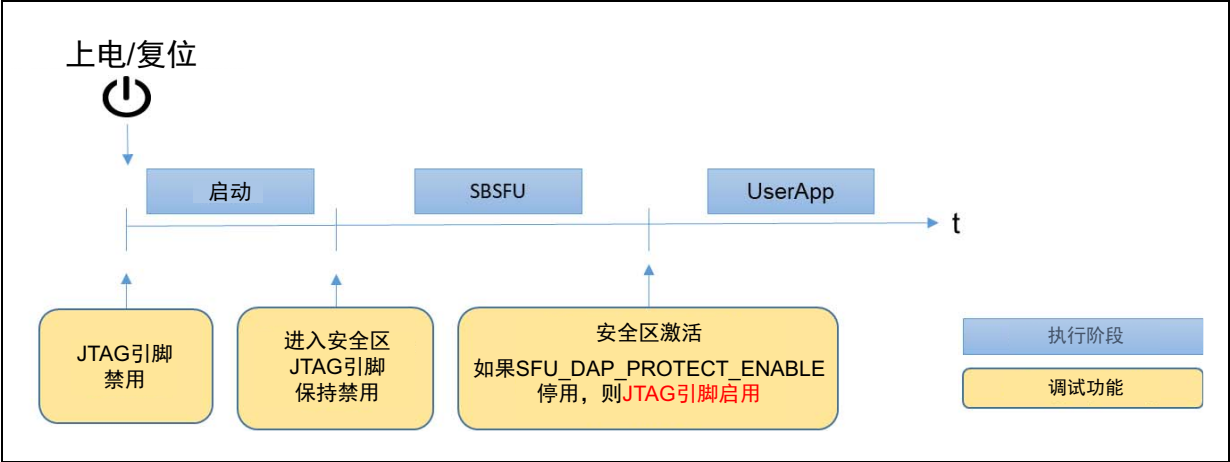 上电/复位
启动
SBSFU
UserApp
t
JTAG引脚
禁用
进入安全区
JTAG引脚
保持禁用
安全区激活
如果SFU_DAP_PROTECT_ENABLE
停用，则JTAG引脚启用
执行阶段
调试功能